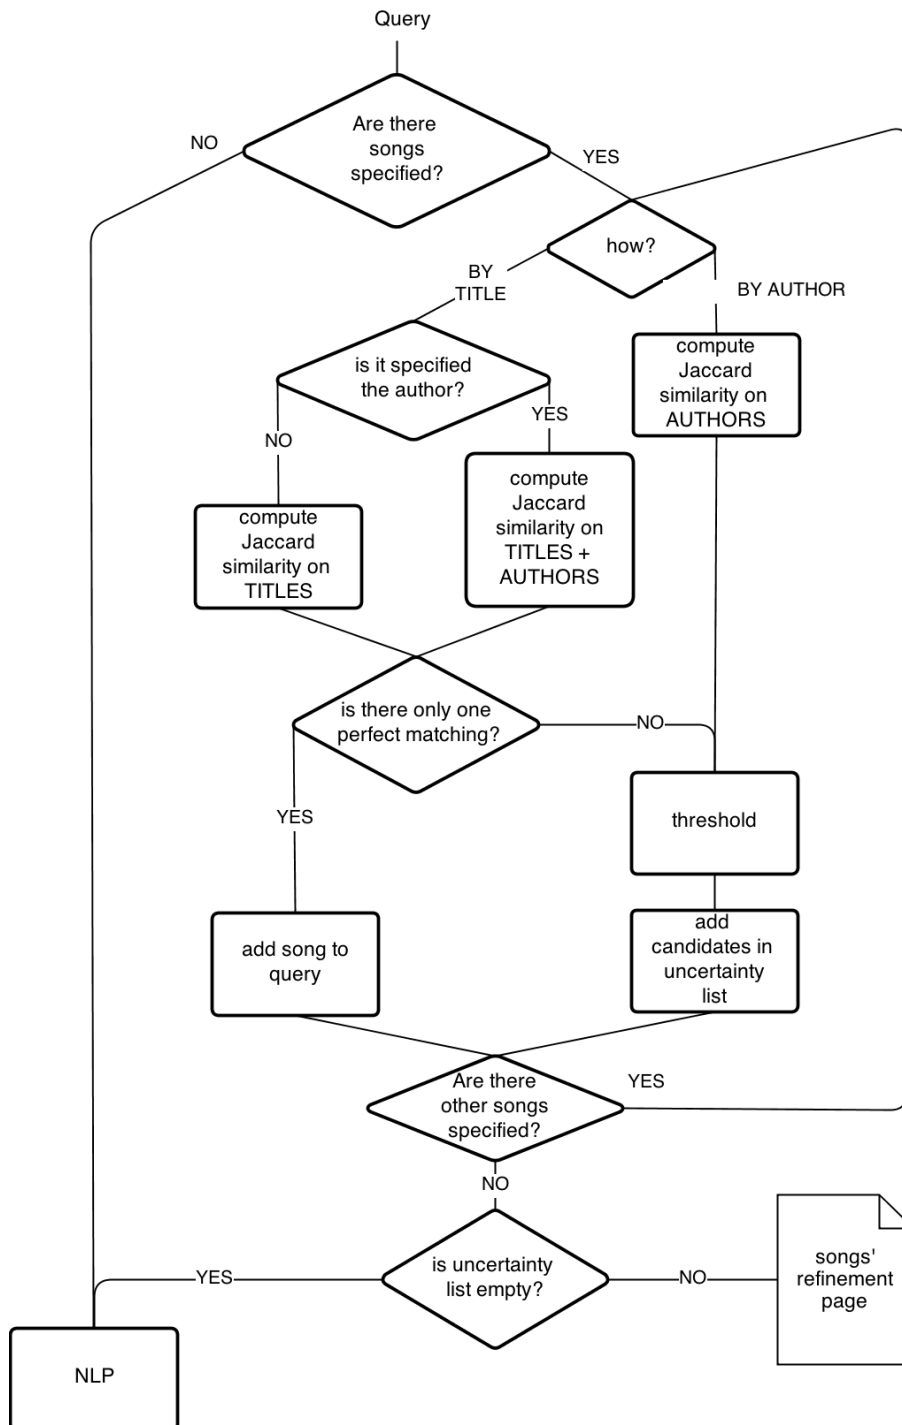 Query
Are there
songs
specified?
NO
YES
how?
BY
TITLE
BY AUTHOR
is it specified
the author?
compute
Jaccard
similarity on
AUTHORS
NO
YES
compute
Jaccard
similarity on
TITLES
compute
Jaccard
similarity on
TITLES +
AUTHORS
is there only one
perfect matching?
NO
YES
threshold
add song to
query
add
candidates in
uncertainty
list
Are there
other songs
specified?
YES
NO
is uncertainty
list empty?
YES
NO
songs'
refinement
page
NLP